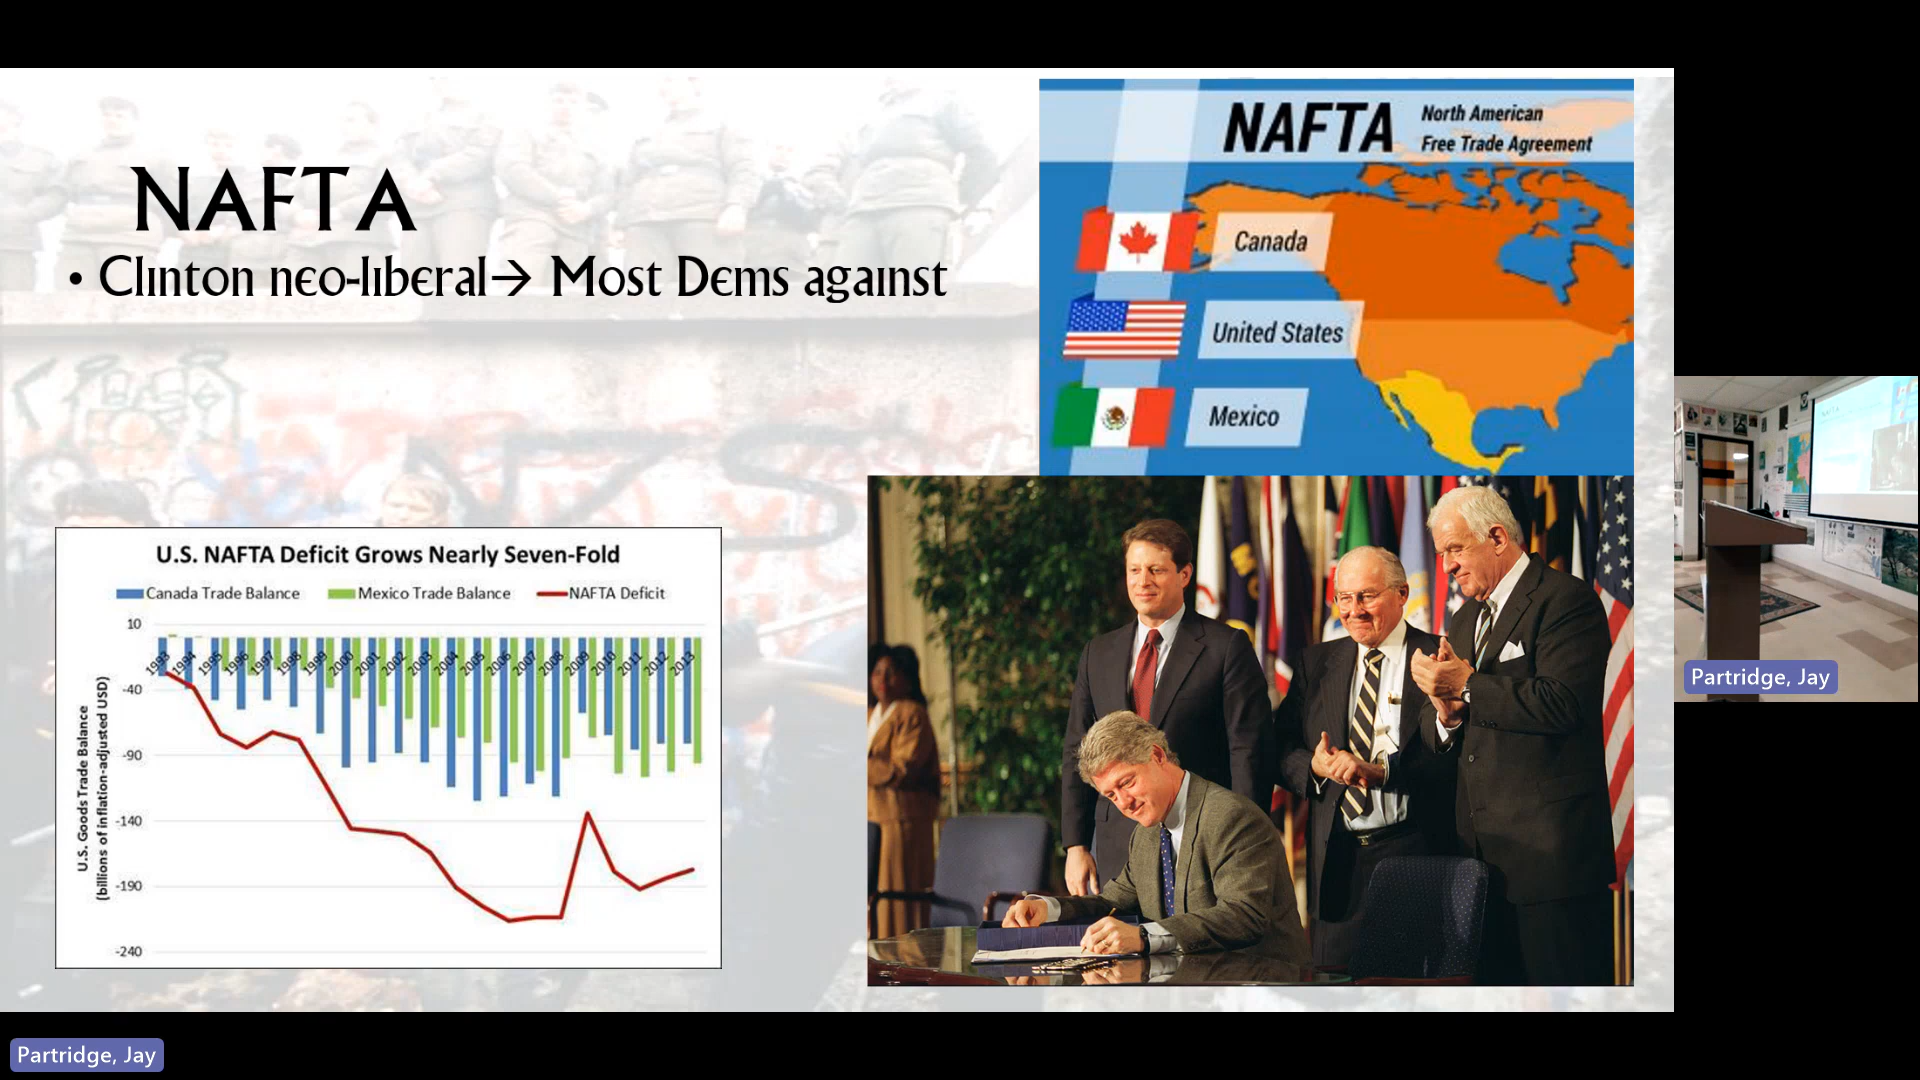 NAFTA
• Clinton neo-liberal→ Most Dems against
NAFTA
North American
Free Trade Agreement
Canada
United States
Mexico
U.S. NAFTA Deficit Grows Nearly Seven-Fold
Canada Trade Balance Mexico Trade Balance NAFTA Deficit
U.S. Goods Trade Balance
(billions of inflation-adjusted USD)
10
-40
-90
-140
-190
-240
1993 1994 1995 1996 1997 1998 1999 2000 2001 2002 2003 2004 2005 2006 2007 2008 2009 2010 2011 2012 2013
Partridge, Jay
Partridge, Jay